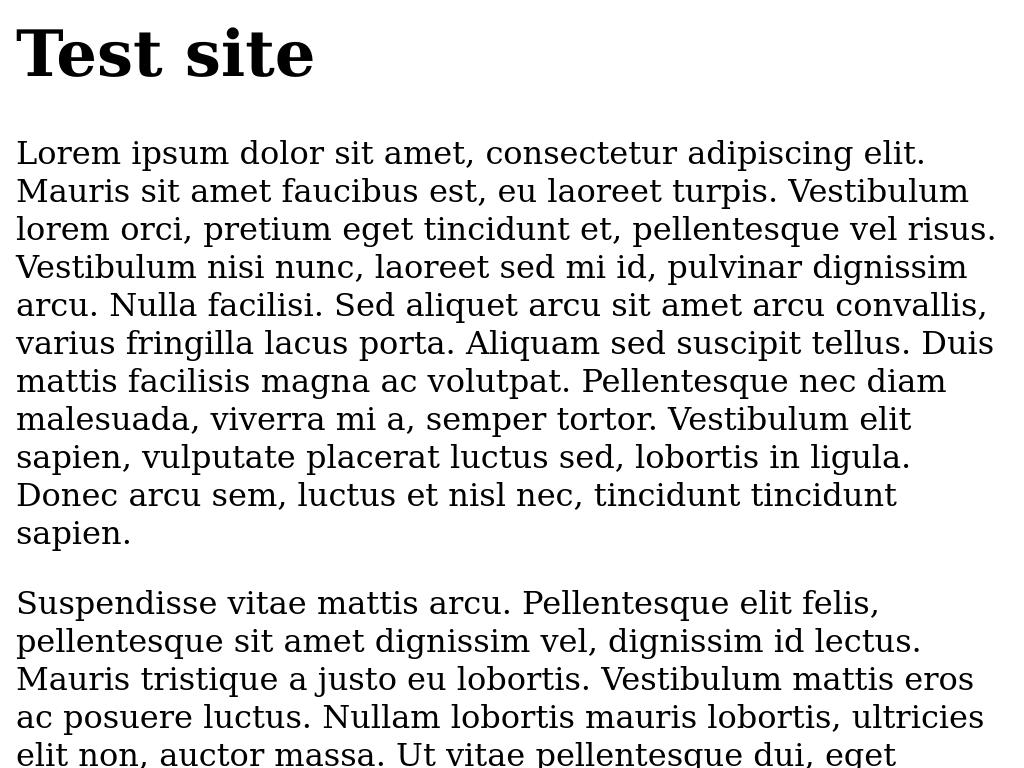 Test site
Lorem ipsum dolor sit amet, consectetur adipiscing elit.
Mauris sit amet faucibus est, eu laoreet turpis. Vestibulum
lorem orci, pretium eget tincidunt et, pellentesque vel risus.
Vestibulum nisi nunc, laoreet sed mi id, pulvinar dignissim
arcu. Nulla facilisi. Sed aliquet arcu sit amet arcu convallis,
varius fringilla lacus porta. Aliquam sed suscipit tellus. Duis
mattis facilisis magna ac volutpat. Pellentesque nec diam
malesuada, viverra mi a, semper tortor. Vestibulum elit
sapien, vulputate placerat luctus sed, lobortis in ligula.
Donec arcu sem, luctus et nisl nec, tincidunt tincidunt
sapien.
Suspendisse vitae mattis arcu. Pellentesque elit felis,
pellentesque sit amet dignissim vel, dignissim id lectus.
Mauris tristique a justo eu lobortis. Vestibulum mattis eros
ac posuere luctus. Nullam lobortis mauris lobortis, ultricies
elit non, auctor massa. Ut vitae pellentesque dui, eget